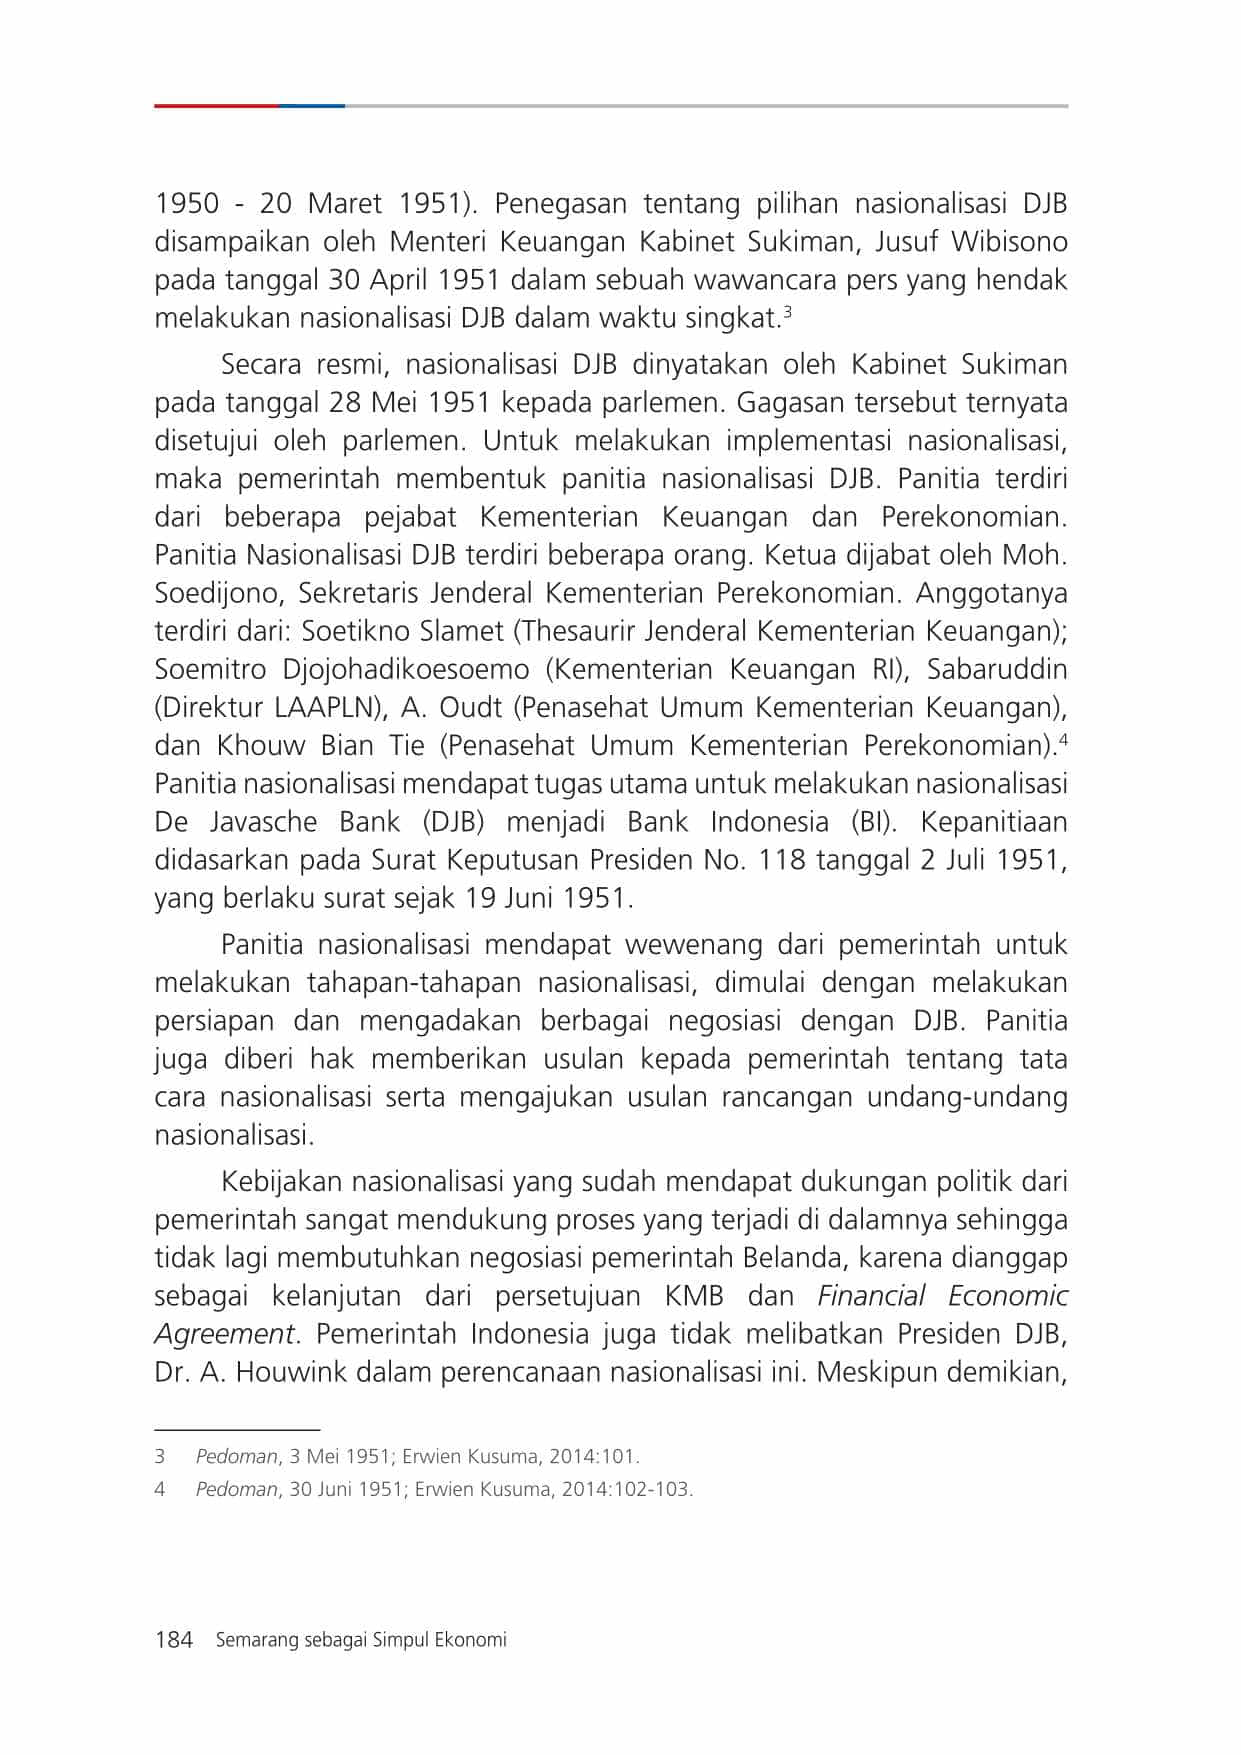 1950 - 20 Maret 1951). Penegasan tentang pilihan nasionalisasi DJB
disampaikan oleh Menteri Keuangan Kabinet Sukiman, Jusuf Wibisono
pada tanggal 30 April 1951 dalam sebuah wawancara pers yang hendak
melakukan nasionalisasi DJB dalam waktu singkat.³
Secara resmi, nasionalisasi DJB dinyatakan oleh Kabinet Sukiman
pada tanggal 28 Mei 1951 kepada parlemen. Gagasan tersebut ternyata
disetujui oleh parlemen. Untuk melakukan implementasi nasionalisasi,
maka pemerintah membentuk panitia nasionalisasi DJB. Panitia terdiri
dari beberapa pejabat Kementerian Keuangan dan Perekonomian.
Panitia Nasionalisasi DJB terdiri beberapa orang. Ketua dijabat oleh Moh.
Soedijono, Sekretaris Jenderal Kementerian Perekonomian. Anggotanya
terdiri dari: Soetikno Slamet (Thesaurir Jenderal Kementerian Keuangan);
Soemitro Djojohadikoesoemo (Kementerian Keuangan RI), Sabaruddin
(Direktur LAAPLN), A. Oudt (Penasehat Umum Kementerian Keuangan),
dan Khouw Bian Tie (Penasehat Umum Kementerian Perekonomian).⁴
Panitia nasionalisasi mendapat tugas utama untuk melakukan nasionalisasi
De Javasche Bank (DJB) menjadi Bank Indonesia (BI). Kepanitiaan
didasarkan pada Surat Keputusan Presiden No. 118 tanggal 2 Juli 1951,
yang berlaku surat sejak 19 Juni 1951.
Panitia nasionalisasi mendapat wewenang dari pemerintah untuk
melakukan tahapan-tahapan nasionalisasi, dimulai dengan melakukan
persiapan dan mengadakan berbagai negosiasi dengan DJB. Panitia
juga diberi hak memberikan usulan kepada pemerintah tentang tata
cara nasionalisasi serta mengajukan usulan rancangan undang-undang
nasionalisasi.
Kebijakan nasionalisasi yang sudah mendapat dukungan politik dari
pemerintah sangat mendukung proses yang terjadi di dalamnya sehingga
tidak lagi membutuhkan negosiasi pemerintah Belanda, karena dianggap
sebagai kelanjutan dari persetujuan KMB dan Financial Economic
Agreement. Pemerintah Indonesia juga tidak melibatkan Presiden DJB,
Dr. A. Houwink dalam perencanaan nasionalisasi ini. Meskipun demikian,
3 Pedoman, 3 Mei 1951; Erwien Kusuma, 2014:101.
4 Pedoman, 30 Juni 1951; Erwien Kusuma, 2014:102-103.
184 Semarang sebagai Simpul Ekonomi